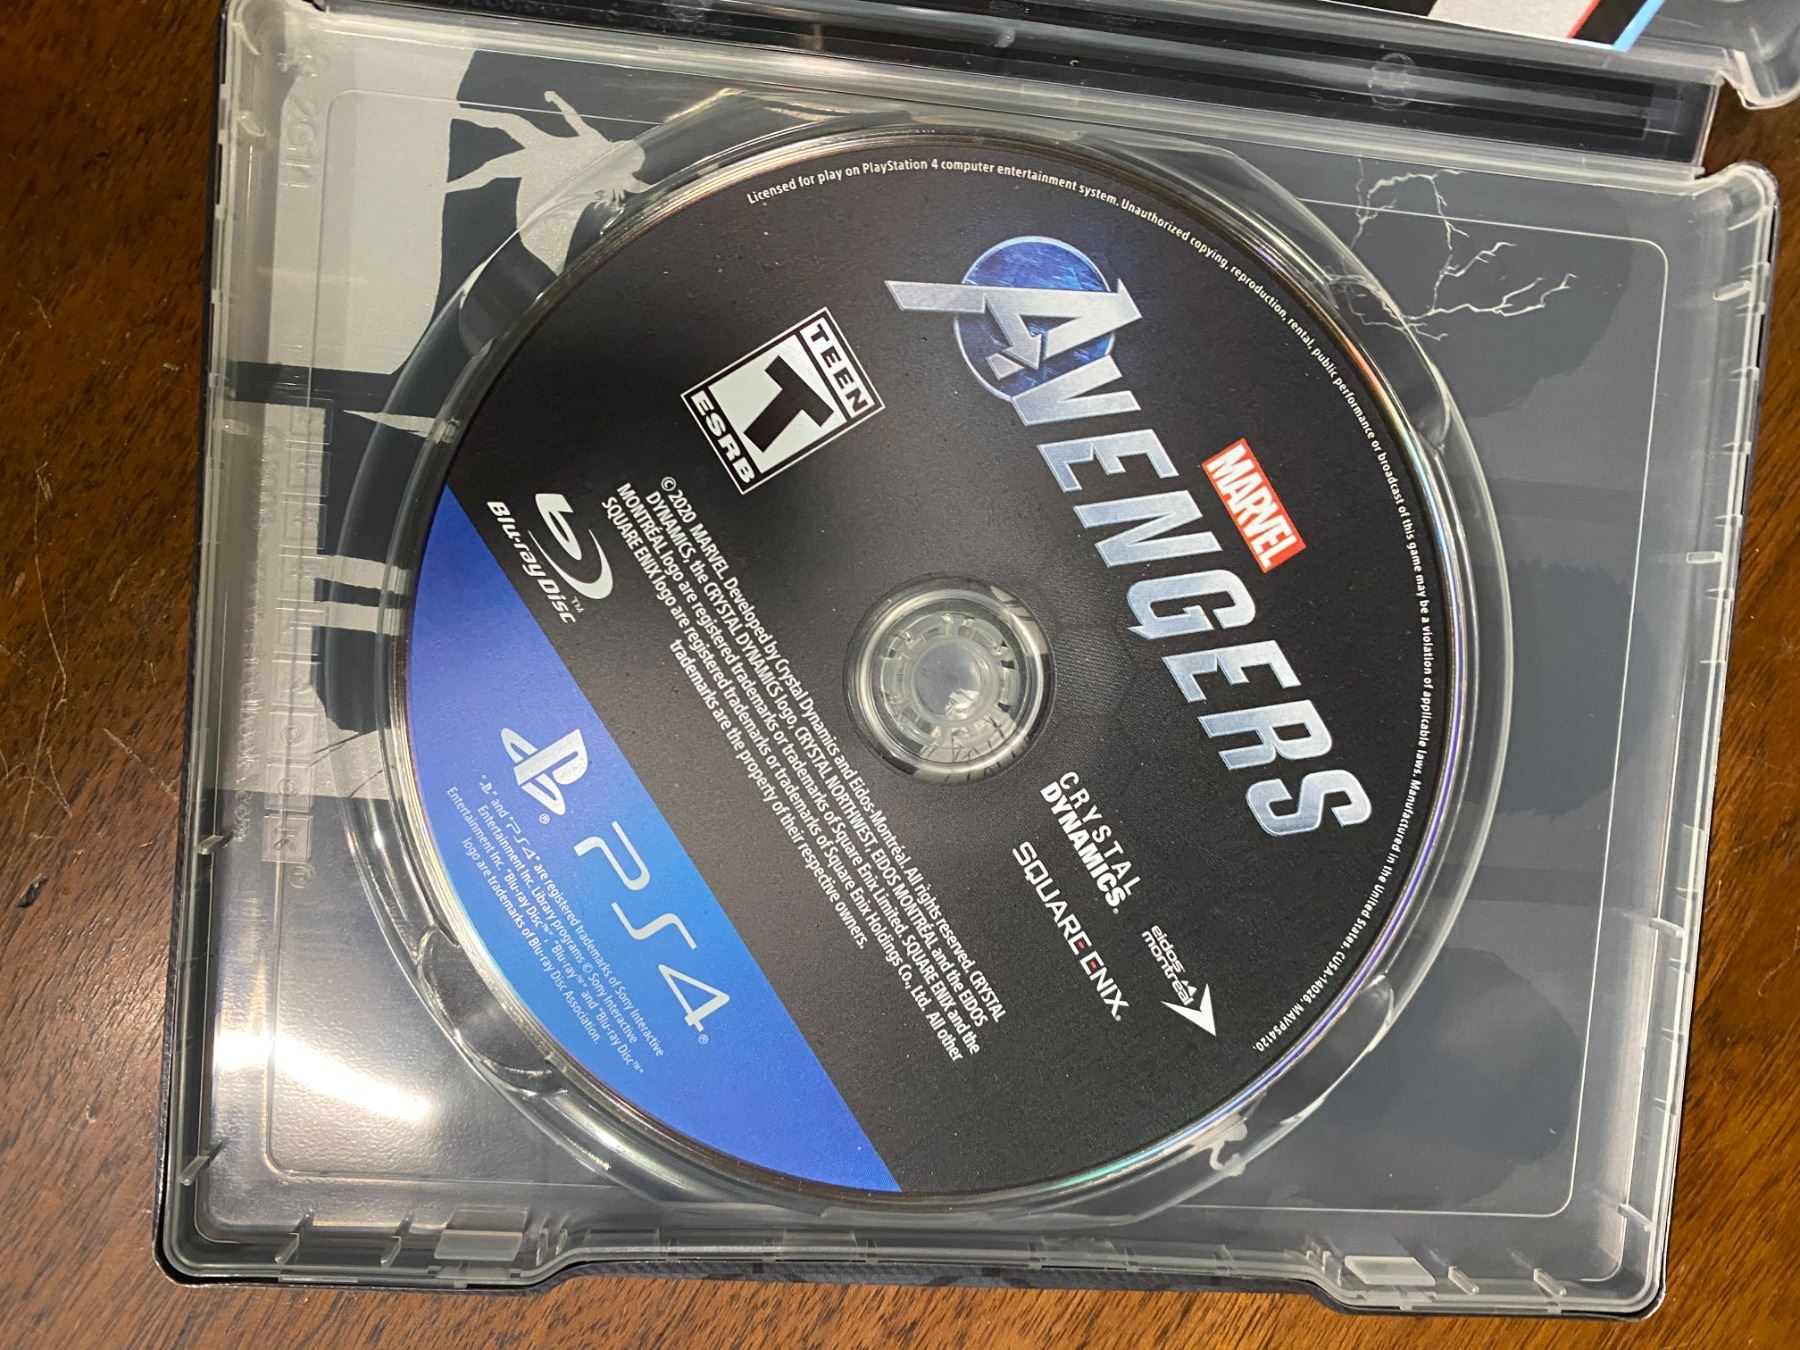 Licensed for play on PlayStation 4 computer entertainment system. Unauthorized copying, reproduction, rental, public performance or broadcast of this game may be a violation of applicable laws. Manufactured in the United States. CUSA-14026. MAVPS4120.
MARVEL
AVENGERS
TEEN
T
ESRB
CRYSTAL
DYNAMICS®
eidos
montréal
SQUARE ENIX®
© 2020 MARVEL. Developed by Crystal Dynamics and Eidos-Montréal. All rights reserved. CRYSTAL
DYNAMICS, the CRYSTAL DYNAMICS logo, CRYSTAL NORTHWEST, EIDOS MONTRÉAL and the EIDOS
MONTRÉAL logo are registered trademarks or trademarks of Square Enix Limited. SQUARE ENIX and the
SQUARE ENIX logo are registered trademarks or trademarks of Square Enix Holdings Co., Ltd. All other
trademarks are the property of their respective owners.
Blu-ray Disc™
PS4®
" " and "PS4" are registered trademarks of Sony Interactive
Entertainment Inc. Library programs © Sony Interactive
Entertainment Inc. "Blu-ray Disc™", "Blu-ray™" and "Blu-ray Disc™"
logo are trademarks of Blu-ray Disc Association.